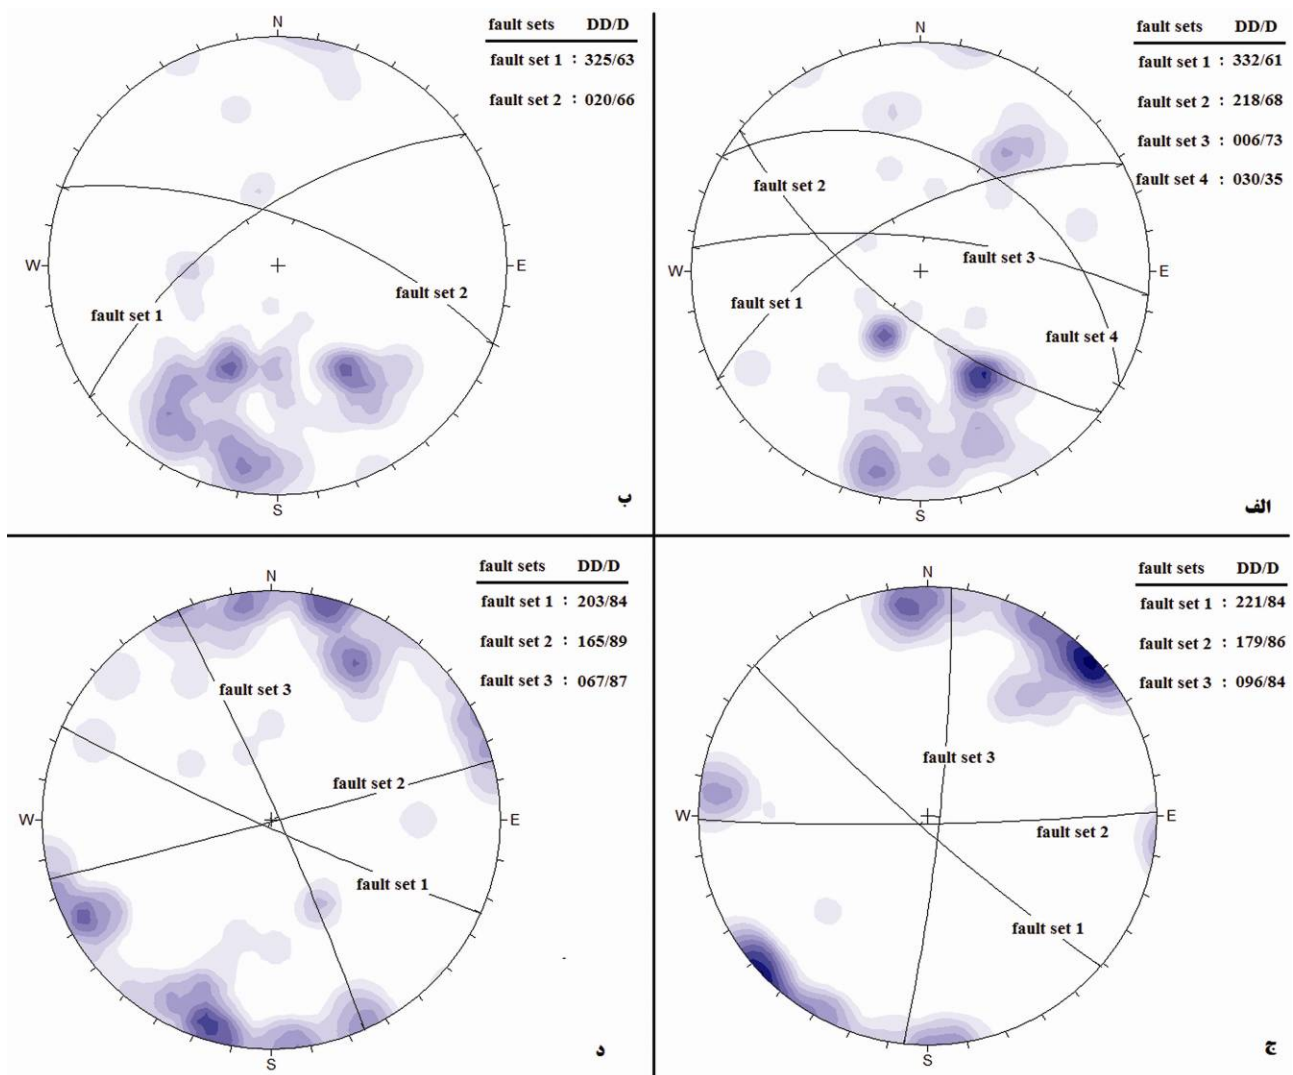 N
W
E
S
fault sets DD/D
fault set 1 : 325/63
fault set 2 : 020/66
fault set 1
fault set 2
ب
N
W
E
S
fault sets DD/D
fault set 1 : 332/61
fault set 2 : 218/68
fault set 3 : 006/73
fault set 4 : 030/35
fault set 2
fault set 3
fault set 1
fault set 4
الف
N
W
E
S
fault sets DD/D
fault set 1 : 203/84
fault set 2 : 165/89
fault set 3 : 067/87
fault set 3
fault set 2
fault set 1
د
N
W
E
S
fault sets DD/D
fault set 1 : 221/84
fault set 2 : 179/86
fault set 3 : 096/84
fault set 3
fault set 2
fault set 1
ج